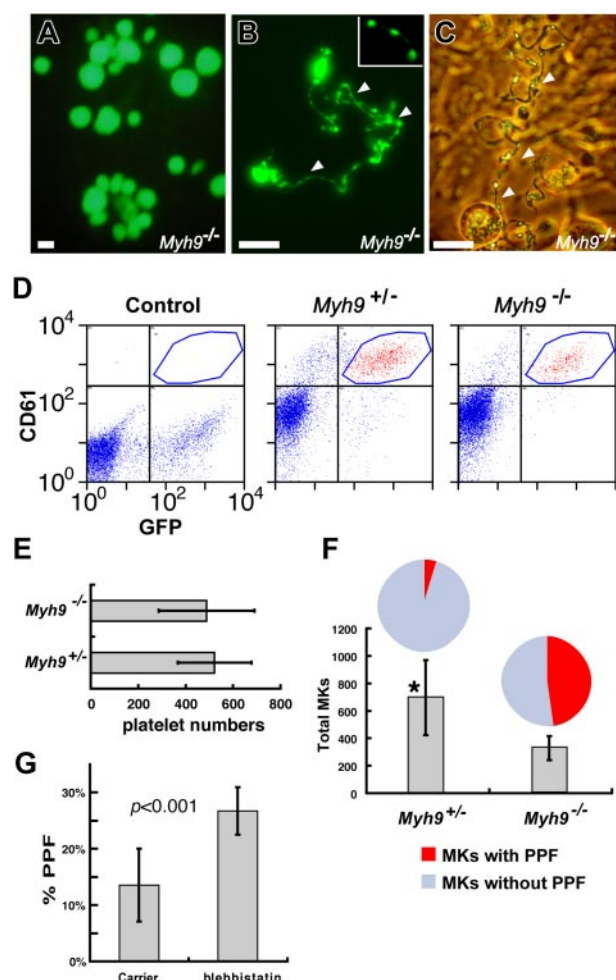 A
B
C
Myh9-/-
Myh9-/-
Myh9-/-
D
Control
Myh9 +/-
Myh9 -/-
10^4
10^2
10^0
CD61
10^0 10^2 10^4
GFP
E
Myh9 -/-
Myh9 +/-
0 200 400 600 800
platelet numbers
F
1200
1000
800
600
400
200
0
Total MKs
*
Myh9+/-
Myh9-/-
MKs with PPF
MKs without PPF
G
30%
20%
10%
0%
% PPF
p<0.001
Carrier
blebbistatin